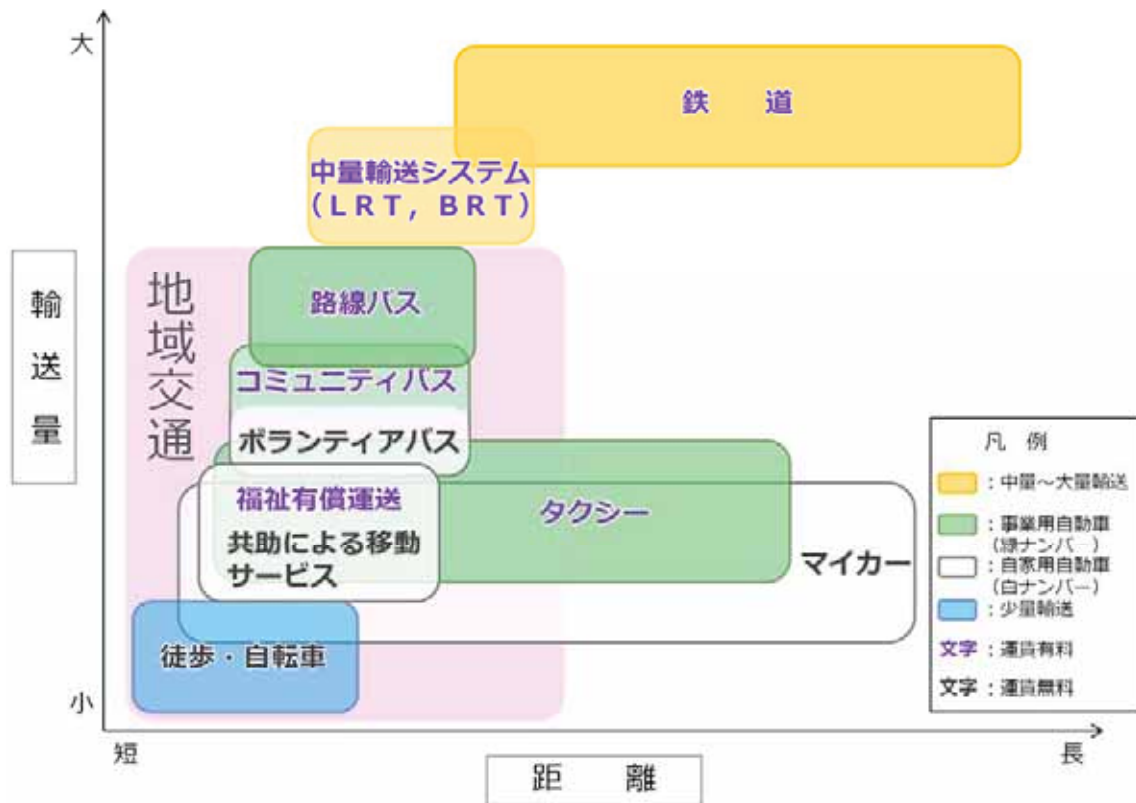 大
鉄　道
中量輸送システム
（ＬＲＴ，ＢＲＴ）
輸送量
地域交通
路線バス
コミュニティバス
ボランティアバス
福祉有償運送
共助による移動
サービス
タクシー
マイカー
徒歩・自転車
小
短
距　離
長
凡　例
：中量～大量輸送
：事業用自動車
（緑ナンバー）
：自家用自動車
（白ナンバー）
：少量輸送
文字：運賃有料
文字：運賃無料